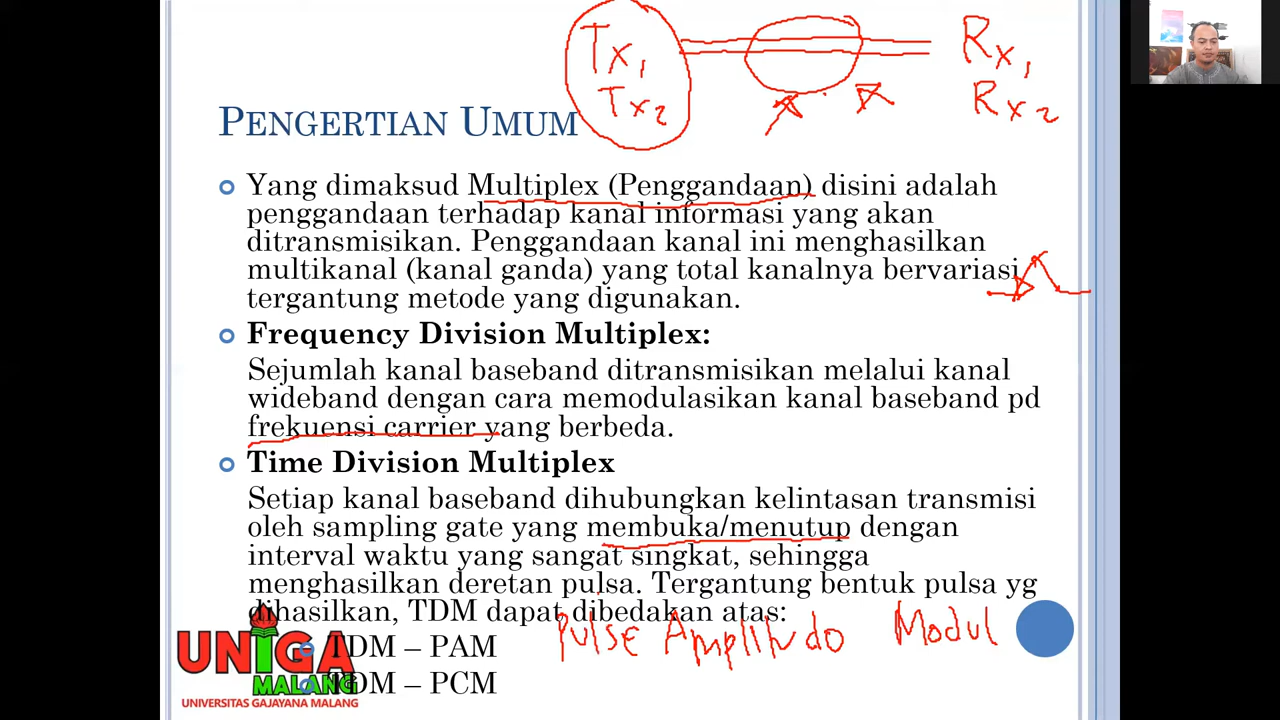 Tx1 Rx1
Tx2 Rx2
PENGERTIAN UMUM
Yang dimaksud Multiplex (Penggandaan) disini adalah
penggandaan terhadap kanal informasi yang akan
ditransmisikan. Penggandaan kanal ini menghasilkan
multikanal (kanal ganda) yang total kanalnya bervariasi
tergantung metode yang digunakan.
Frequency Division Multiplex:
Sejumlah kanal baseband ditransmisikan melalui kanal
wideband dengan cara memodulasikan kanal baseband pd
frekuensi carrier yang berbeda.
Time Division Multiplex
Setiap kanal baseband dihubungkan kelintasan transmisi
oleh sampling gate yang membuka/menutup dengan
interval waktu yang sangat singkat, sehingga
menghasilkan deretan pulsa. Tergantung bentuk pulsa yg
dihasilkan, TDM dapat dibedakan atas:
TDM – PAM
Pulse Amplitudo Modul
TDM – PCM
UNIGA
MALANG
UNIVERSITAS GAJAYANA MALANG